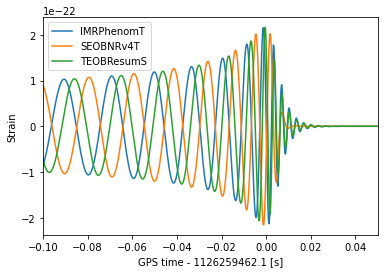 1e−22
IMRPhenomT
SEOBNRv4T
TEOBResumS
Strain
2
1
0
−1
−2
−0.10 −0.08 −0.06 −0.04 −0.02 0.00 0.02 0.04
GPS time - 1126259462.1 [s]